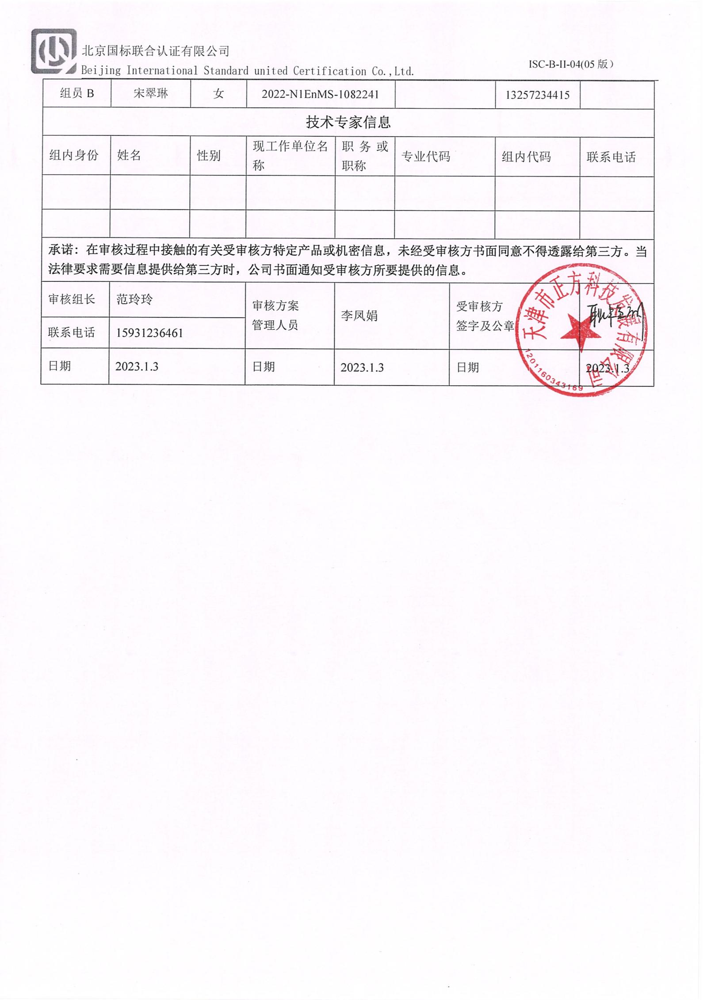 北京国标联合认证有限公司
Beijing International Standard united Certification Co.,Ltd.
ISC-B-II-04(05 版）
组员 B 宋翠琳 女 2022-N1EnMS-1082241 13257234415
技术专家信息
组内身份 姓名 性别 现工作单位名称 职务或职称 专业代码 组内代码 联系电话
承诺：在审核过程中接触的有关受审核方特定产品或机密信息，未经受审核方书面同意不得透露给第三方。当
法律要求需要信息提供给第三方时，公司书面通知受审核方所要提供的信息。
审核组长 范玲玲
审核方案
管理人员
李凤娟
受审核方
签字及公章
联系电话 15931236461
日期 2023.1.3 日期 2023.1.3 日期 2023.1.3
天津市正方科技发展有限公司
1201160343169